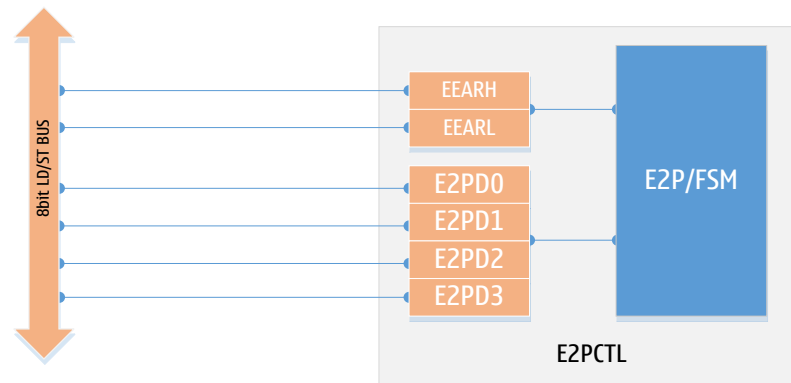 8bit LD/ST BUS
EEARH
EEARL
E2PD0
E2PD1
E2PD2
E2PD3
E2P/FSM
E2PCTL